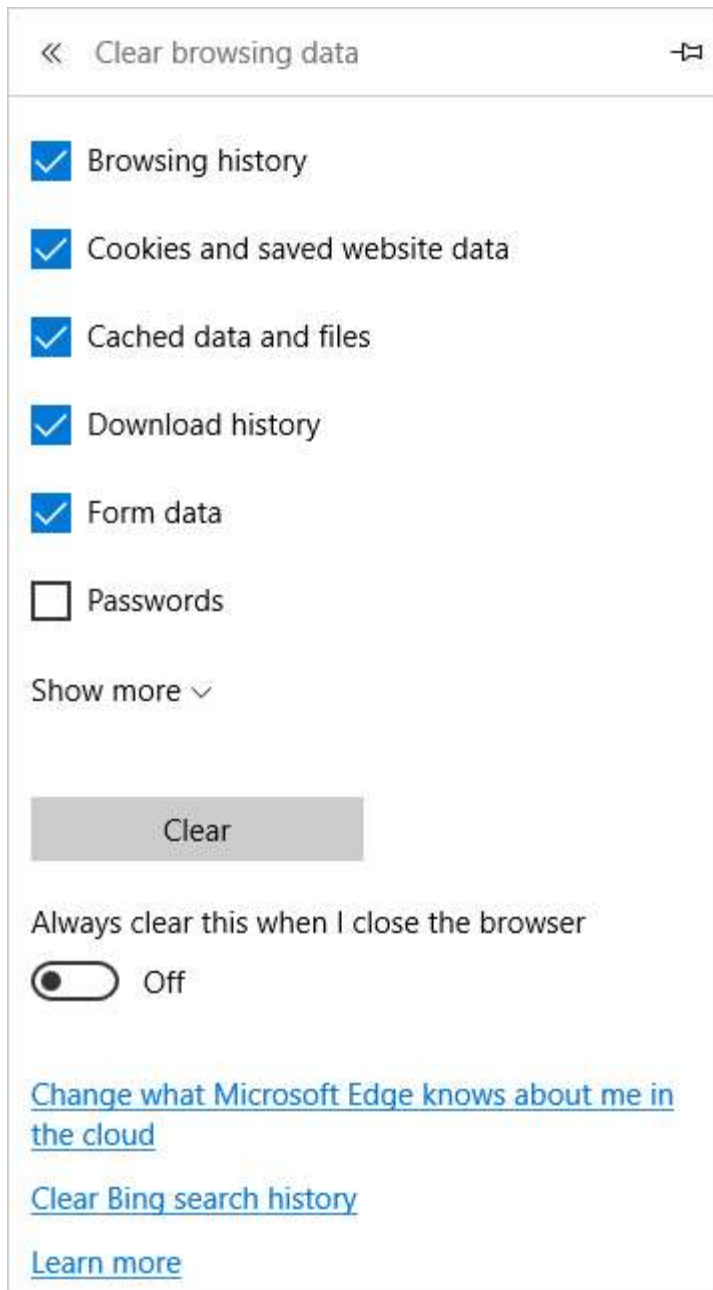 Clear browsing data
Browsing history
Cookies and saved website data
Cached data and files
Download history
Form data
Passwords
Show more
Clear
Always clear this when I close the browser
Off
Change what Microsoft Edge knows about me in
the cloud
Clear Bing search history
Learn more